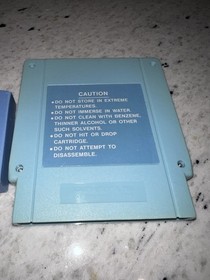 CAUTION
•DO NOT STORE IN EXTREME
TEMPERATURES.
•DO NOT IMMERSE IN WATER.
•DO NOT CLEAN WITH BENZENE,
THINNER ALCOHOL OR OTHER
SUCH SOLVENTS.
•DO NOT HIT OR DROP
CARTRIDGE.
•DO NOT ATTEMPT TO
DISASSEMBLE.